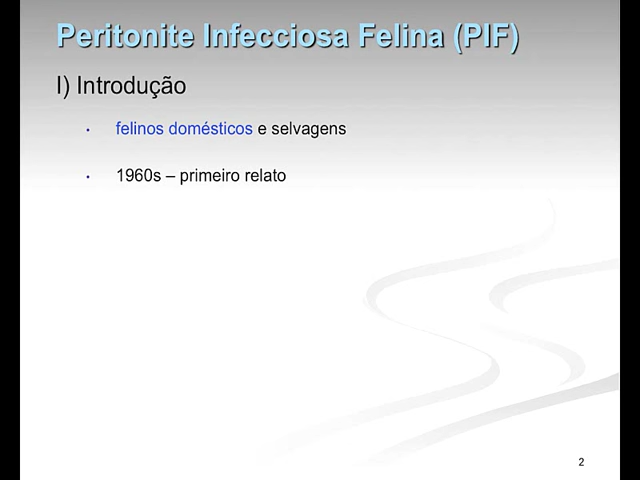 Peritonite Infecciosa Felina (PIF)
I) Introdução
• felinos domésticos e selvagens
• 1960s – primeiro relato
2